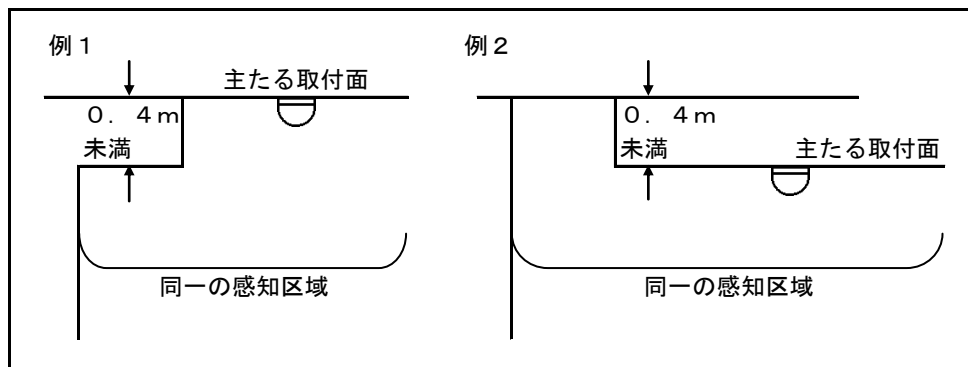 例１
主たる取付面
０．４ｍ
未満
同一の感知区域
例２
０．４ｍ
未満
主たる取付面
同一の感知区域